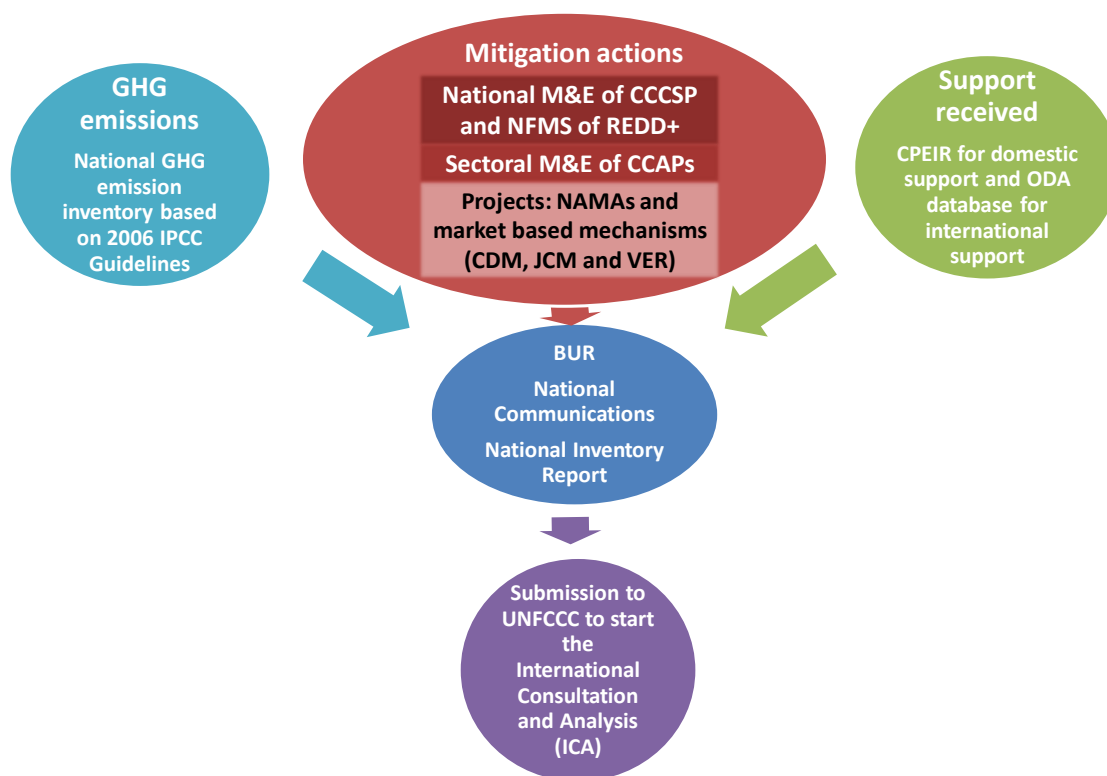 GHG
emissions
National GHG
emission
inventory based
on 2006 IPCC
Guidelines
Mitigation actions
National M&E of CCCSP
and NFMS of REDD+
Sectoral M&E of CCAPs
Projects: NAMAs and
market based mechanisms
(CDM, JCM and VER)
Support
received
CPEIR for domestic
support and ODA
database for
international
support
BUR
National
Communications
National Inventory
Report
Submission to
UNFCCC to start
the
International
Consultation
and Analysis
(ICA)